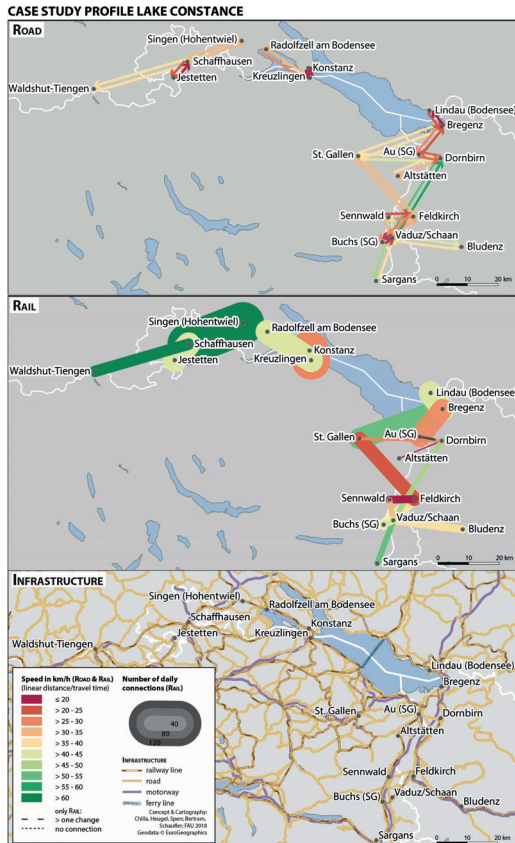 CASE STUDY PROFILE LAKE CONSTANCE
ROAD
Singen (Hohentwiel)
Radolfzell am Bodensee
Schaffhausen
Konstanz
Jestetten
Kreuzlingen
Waldshut-Tiengen
Lindau (Bodensee)
Bregenz
St. Gallen
Au (SG)
Dornbirn
Altstätten
Sennwald
Feldkirch
Vaduz/Schaan
Buchs (SG)
Bludenz
Sargans
0 10 20 km
RAIL
Singen (Hohentwiel)
Radolfzell am Bodensee
Schaffhausen
Konstanz
Jestetten
Kreuzlingen
Waldshut-Tiengen
Lindau (Bodensee)
Bregenz
St. Gallen
Au (SG)
Dornbirn
Altstätten
Sennwald
Feldkirch
Vaduz/Schaan
Buchs (SG)
Bludenz
Sargans
0 10 20 km
INFRASTRUCTURE
Singen (Hohentwiel)
Radolfzell am Bodensee
Schaffhausen
Konstanz
Jestetten
Kreuzlingen
Waldshut-Tiengen
Lindau (Bodensee)
Bregenz
St. Gallen
Au (SG)
Dornbirn
Altstätten
Sennwald
Feldkirch
Vaduz/Schaan
Buchs (SG)
Bludenz
Sargans
0 10 20 km
Speed in km/h (ROAD & RAIL)
(linear distance/travel time)
≤ 20
> 20 - 25
> 25 - 30
> 30 - 35
> 35 - 40
> 40 - 45
> 45 - 50
> 50 - 55
> 55 - 60
> 60
only RAIL:
> one change
no connection
Number of daily
connections (RAIL)
40
80
120
INFRASTRUCTURE
railway line
road
motorway
ferry line
Concept & Cartography:
Chilla, Heugel, Sperr, Bertram,
Schaufler; FAU 2018
Geodata: © EuroGeographics